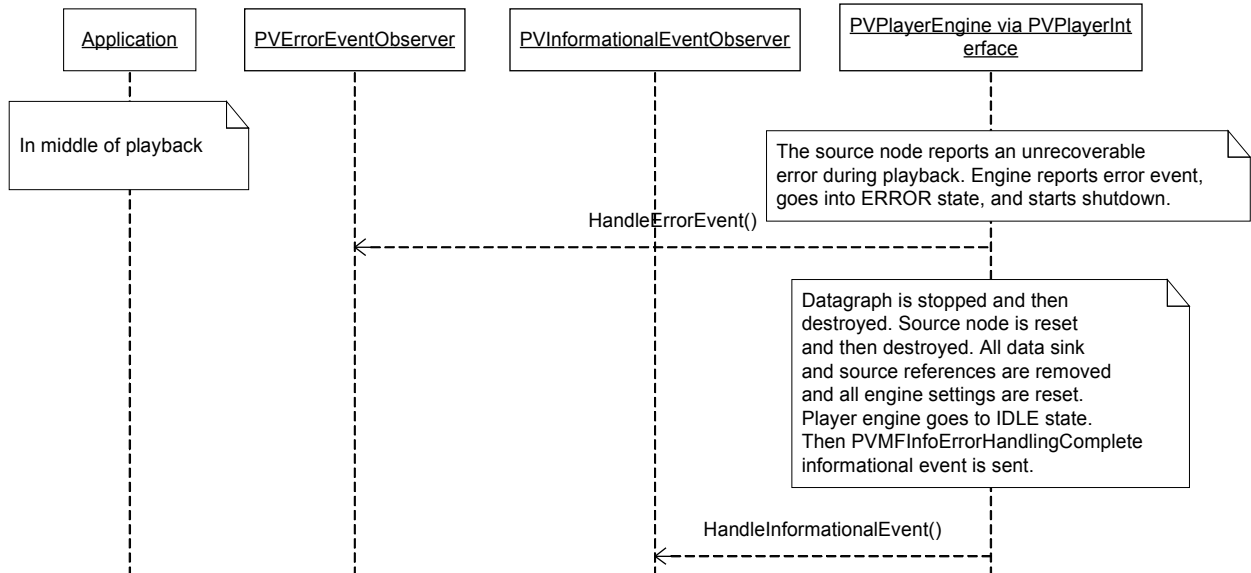 Application
PVErrorEventObserver
PVInformationalEventObserver
PVPlayerEngine via PVPlayerInt
erface
In middle of playback
The source node reports an unrecoverable
error during playback. Engine reports error event,
goes into ERROR state, and starts shutdown.
HandleErrorEvent()
Datagraph is stopped and then
destroyed. Source node is reset
and then destroyed. All data sink
and source references are removed
and all engine settings are reset.
Player engine goes to IDLE state.
Then PVMFInfoErrorHandlingComplete
informational event is sent.
HandleInformationalEvent()